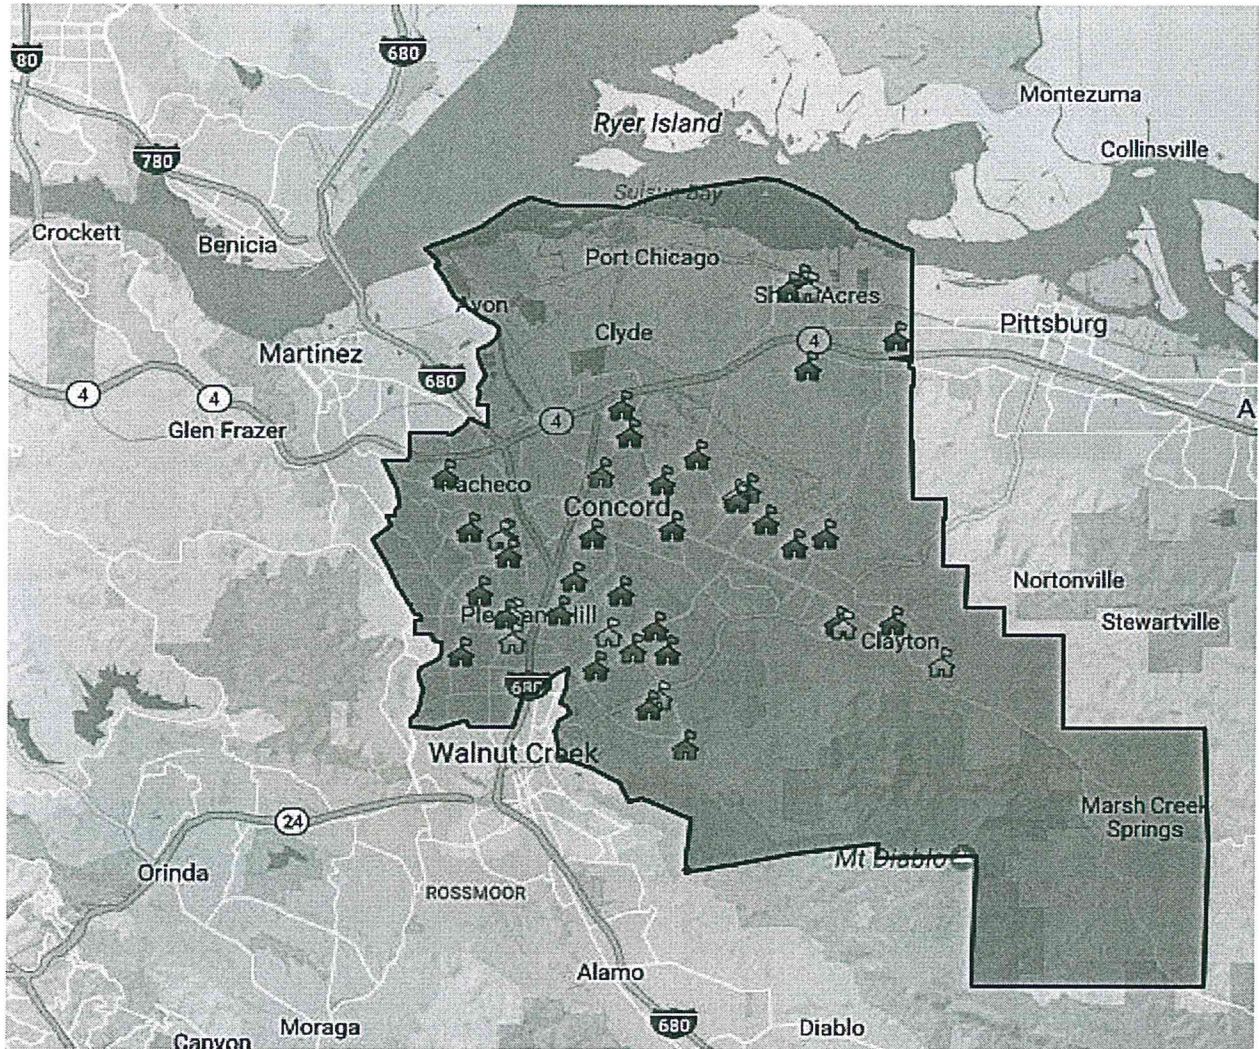 80
680
Montezuma
Ryer Island
780
Collinsville
Suisun Bay
Crockett
Benicia
Port Chicago
Avon
Acres
Clyde
Pittsburg
4
Martinez
680
4
4
A
4
Glen Frazer
acheco
Concord
Nortonville
Stewartville
Hill
Clayton
680
Walnut Creek
Marsh Creek
Springs
24
Mt Diablo
Orinda
ROSSMOOR
Alamo
680
Moraga
Diablo
Canyon